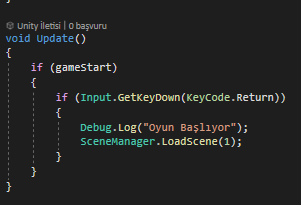 }
Unity İletisi | 0 başvuru
void Update()
{
if (gameStart)
{
if (Input.GetKeyDown(KeyCode.Return))
{
Debug.Log("Oyun Başlıyor");
SceneManager.LoadScene(1);
}
}
}